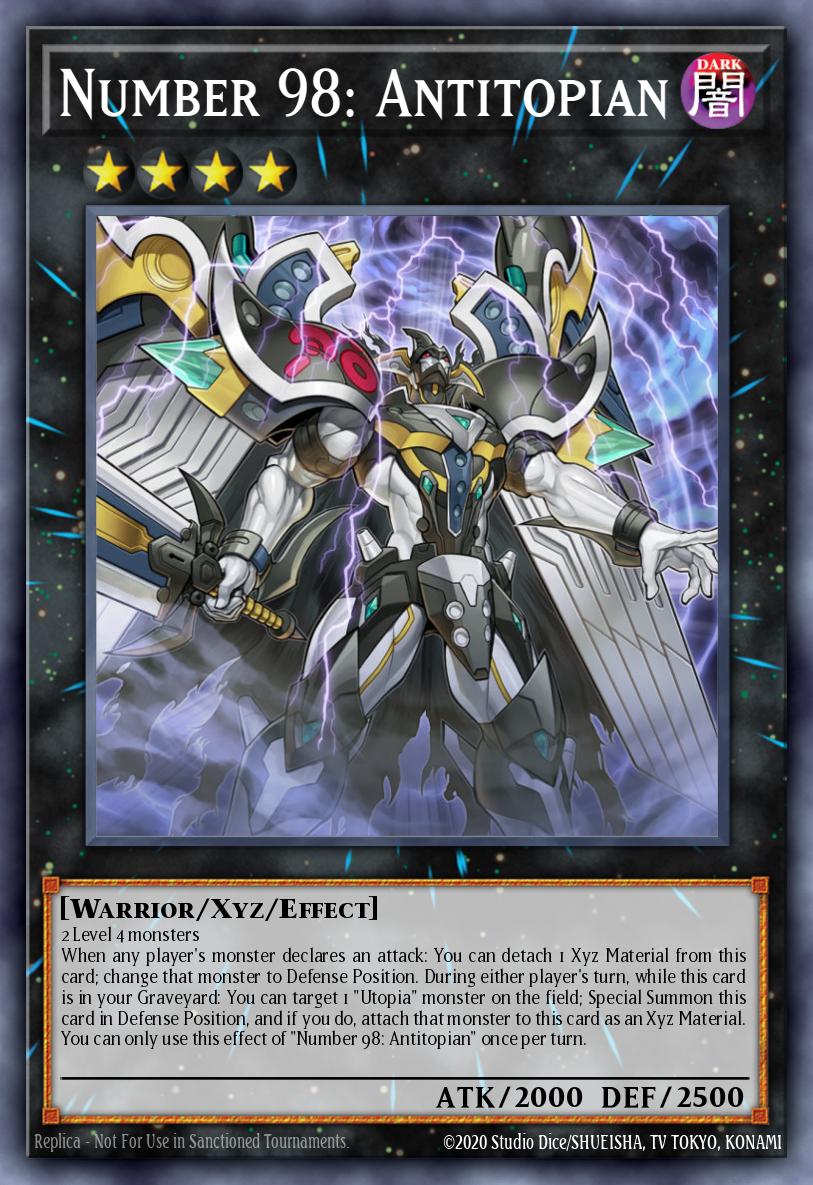 Number 98: Antitopian
DARK
闇
98
[Warrior/Xyz/Effect]
2 Level 4 monsters
When any player's monster declares an attack: You can detach 1 Xyz Material from this
card; change that monster to Defense Position. During either player's turn, while this card
is in your Graveyard: You can target 1 "Utopia" monster on the field; Special Summon this
card in Defense Position, and if you do, attach that monster to this card as an Xyz Material.
You can only use this effect of "Number 98: Antitopian" once per turn.
ATK/2000 DEF/2500
Replica - Not For Use in Sanctioned Tournaments.
©2020 Studio Dice/SHUEISHA, TV TOKYO, KONAMI